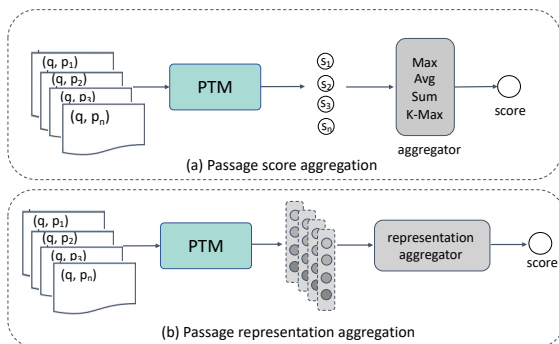 (q, p1)
(q, p2)
(q, p3)
(q, pn)
PTM
s1
s2
s3
sn
Max
Avg
Sum
K-Max
aggregator
score
(a) Passage score aggregation
(q, p1)
(q, p2)
(q, p3)
(q, pn)
PTM
representation
aggregator
score
(b) Passage representation aggregation